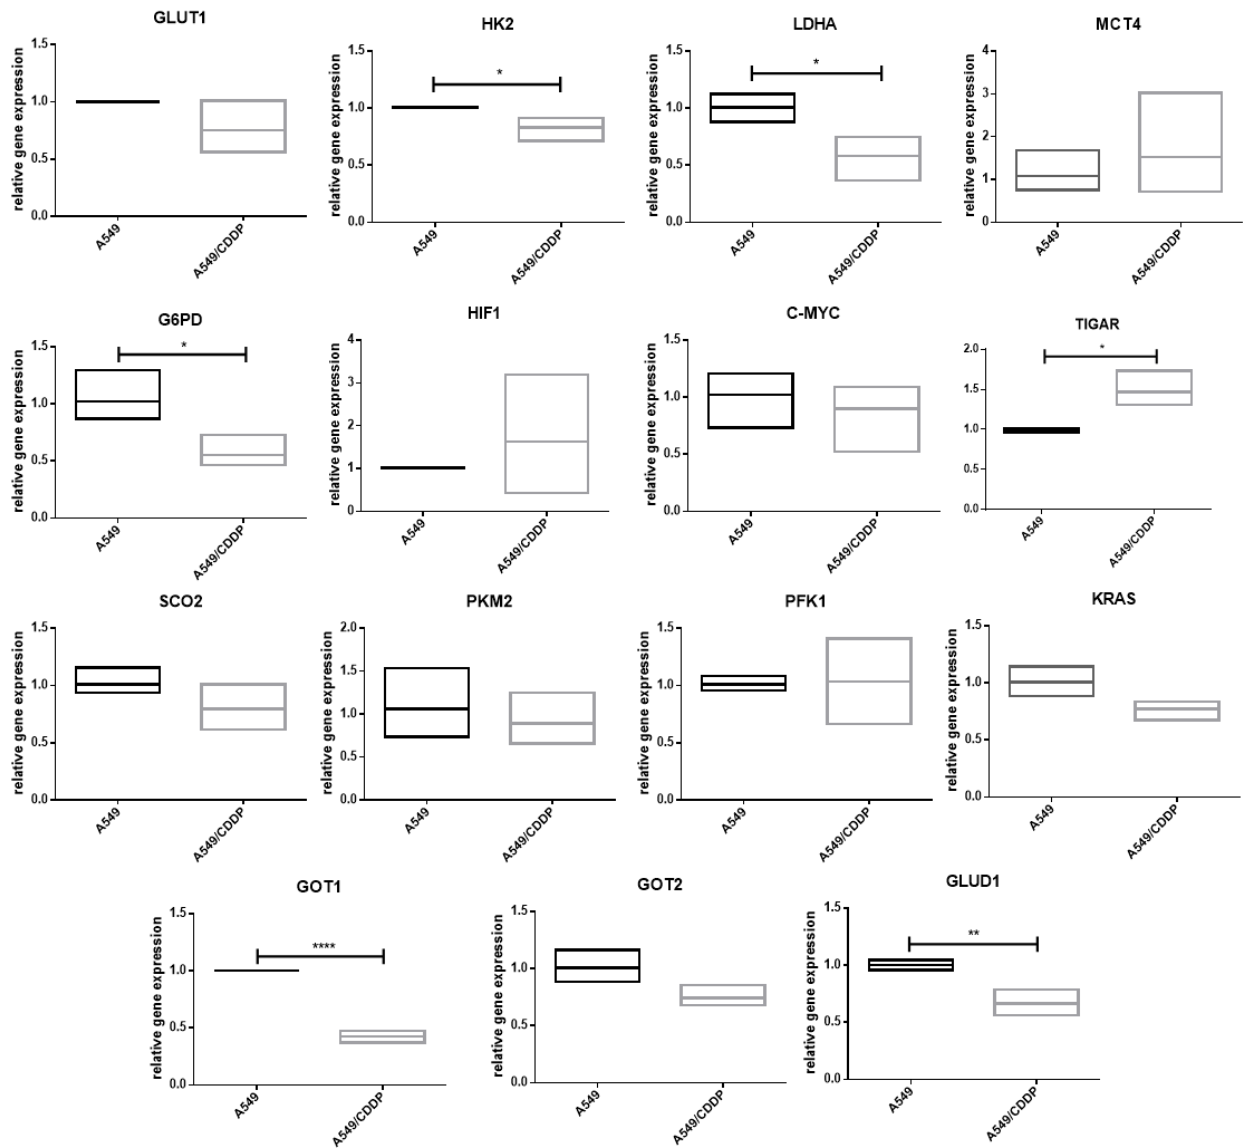 GLUT1
relative gene expression
1.5
1.0
0.5
0.0
A549
A549/CDDP
HK2
*
relative gene expression
1.5
1.0
0.5
0.0
A549
A549/CDDP
LDHA
*
relative gene expression
1.5
1.0
0.5
0.0
A549
A549/CDDP
MCT4
relative gene expression
4
3
2
1
0
A549
A549/CDDP
G6PD
*
relative gene expression
1.5
1.0
0.5
0.0
A549
A549/CDDP
HIF1
relative gene expression
4
3
2
1
0
A549
A549/CDDP
C-MYC
relative gene expression
1.5
1.0
0.5
0.0
A549
A549/CDDP
TIGAR
*
relative gene expression
2.0
1.5
1.0
0.5
0.0
A549
A549/CDDP
SCO2
relative gene expression
1.5
1.0
0.5
0.0
A549
A549/CDDP
PKM2
relative gene expression
2.0
1.5
1.0
0.5
0.0
A549
A549/CDDP
PFK1
relative gene expression
1.5
1.0
0.5
0.0
A549
A549/CDDP
KRAS
relative gene expression
1.5
1.0
0.5
0.0
A549
A549/CDDP
GOT1
****
relative gene expression
1.5
1.0
0.5
0.0
A549
A549/CDDP
GOT2
relative gene expression
1.5
1.0
0.5
0.0
A549
A549/CDDP
GLUD1
**
relative gene expression
1.5
1.0
0.5
0.0
A549
A549/CDDP